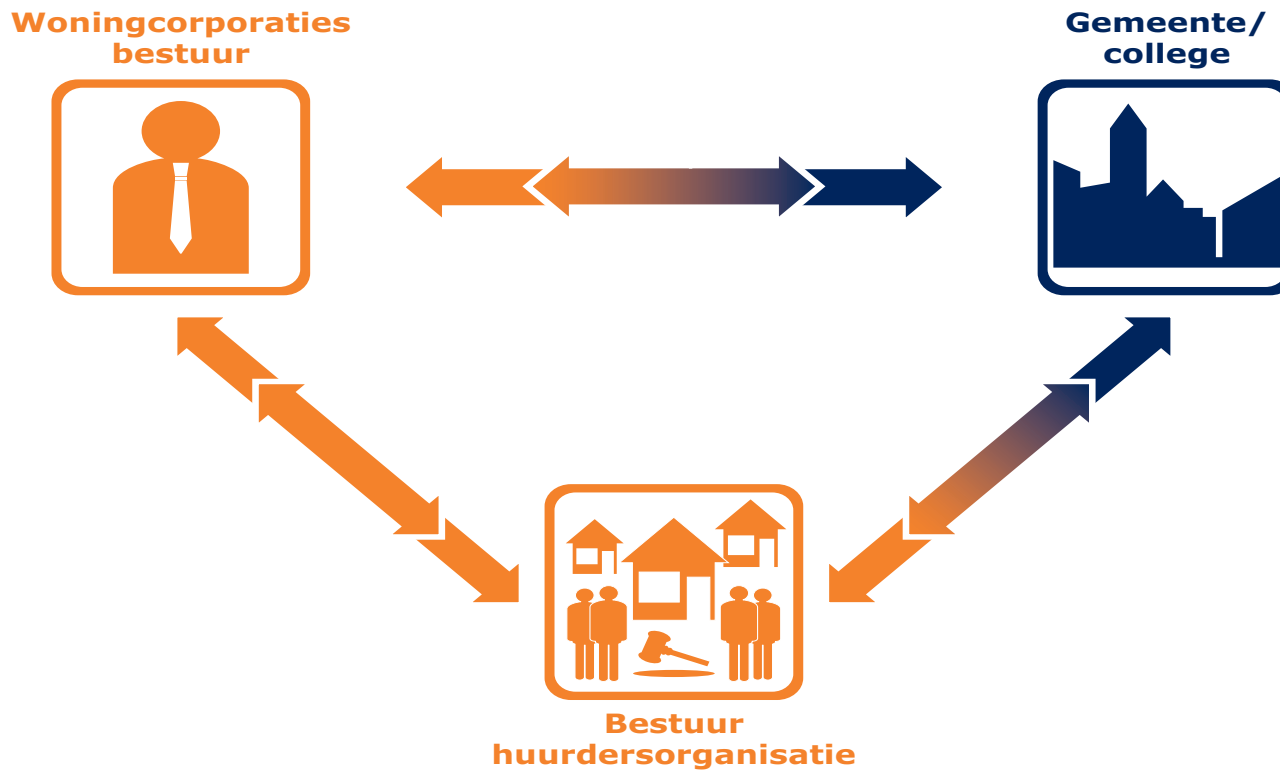 Woningcorporaties
bestuur
Gemeente/
college
Bestuur
huurdersorganisatie